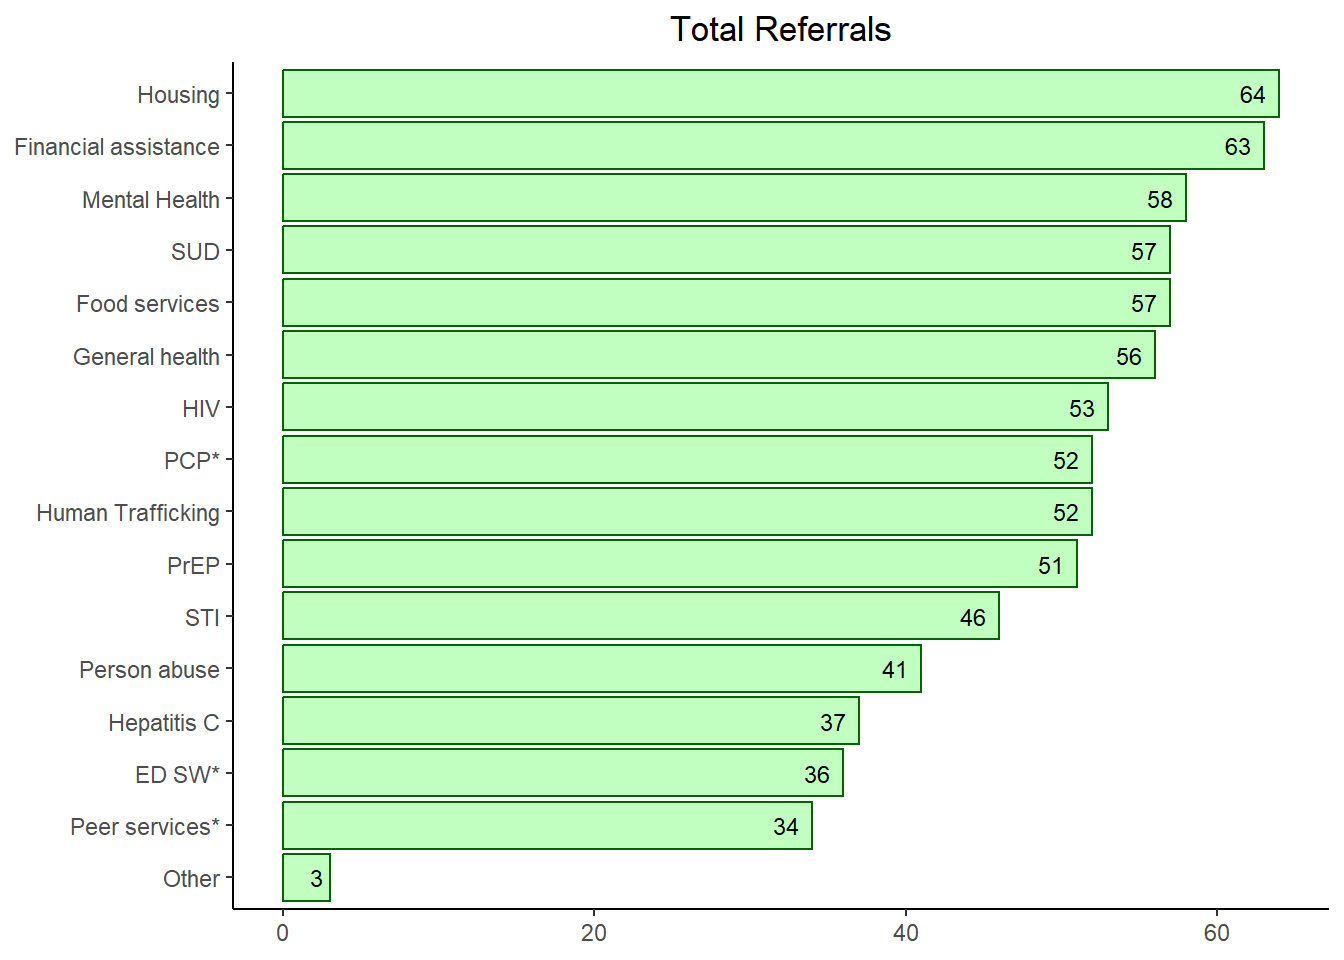 Total Referrals
Housing 64
Financial assistance 63
Mental Health 58
SUD 57
Food services 57
General health 56
HIV 53
PCP* 52
Human Trafficking 52
PrEP 51
STI 46
Person abuse 41
Hepatitis C 37
ED SW* 36
Peer services* 34
Other 3
0 20 40 60